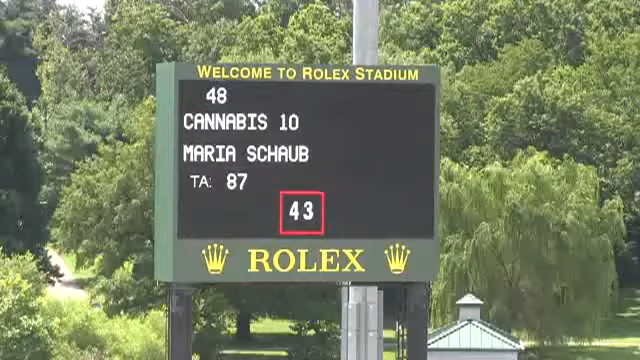 WELCOME TO ROLEX STADIUM
48
CANNABIS 10
MARIA SCHAUB
TA: 87
43
ROLEX